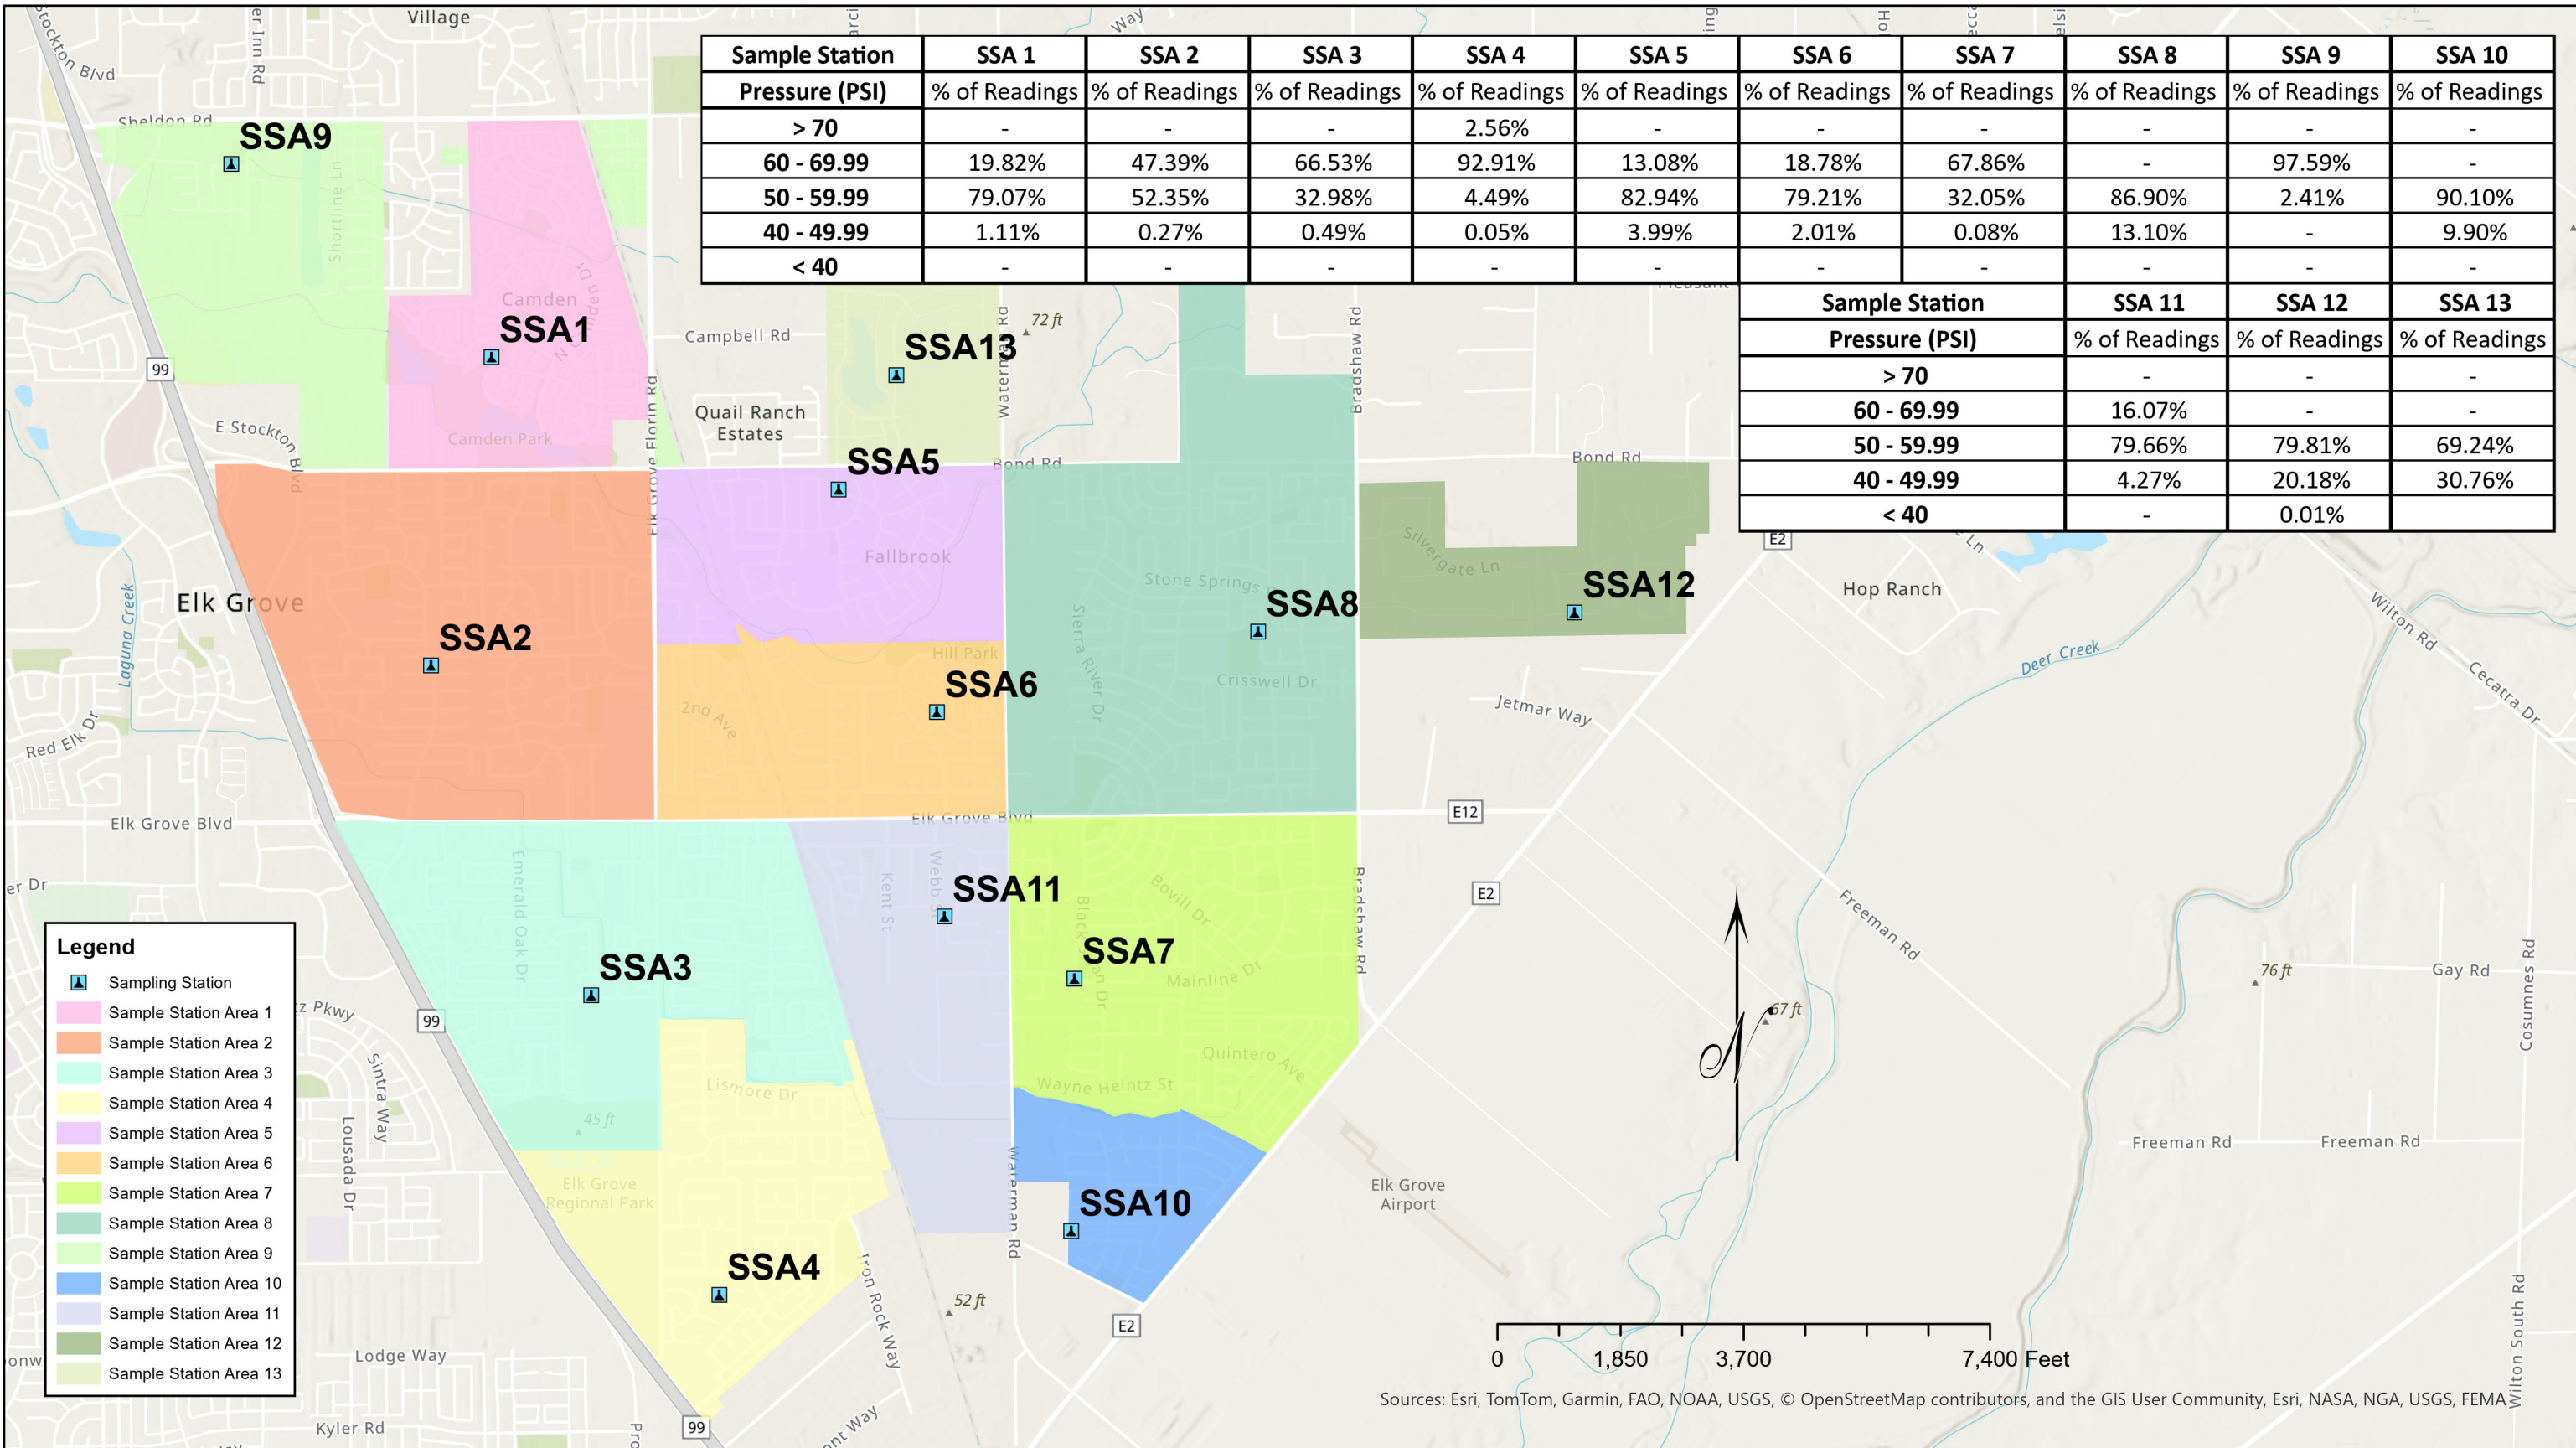 Sample Station SSA 1 SSA 2 SSA 3 SSA 4 SSA 5 SSA 6 SSA 7 SSA 8 SSA 9 SSA 10
Pressure (PSI) % of Readings % of Readings % of Readings % of Readings % of Readings % of Readings % of Readings % of Readings % of Readings % of Readings
> 70 - - - 2.56% - - - - - -
60 - 69.99 19.82% 47.39% 66.53% 92.91% 13.08% 18.78% 67.86% - 97.59% -
50 - 59.99 79.07% 52.35% 32.98% 4.49% 82.94% 79.21% 32.05% 86.90% 2.41% 90.10%
40 - 49.99 1.11% 0.27% 0.49% 0.05% 3.99% 2.01% 0.08% 13.10% - 9.90%
< 40 - - - - - - - - - -
Sample Station SSA 11 SSA 12 SSA 13
Pressure (PSI) % of Readings % of Readings % of Readings
> 70 - - -
60 - 69.99 16.07% - -
50 - 59.99 79.66% 79.81% 69.24%
40 - 49.99 4.27% 20.18% 30.76%
< 40 - 0.01%
Village
Stockton Blvd
Way
Sheldon Rd
SSA9
Shortline Ln
Camden
N Camden Dr
SSA1
Campbell Rd
SSA13
72 ft
Waterman Rd
Bradshaw Rd
99
Quail Ranch
Estates
E Stockton Blvd
Camden Park
Elk Grove Florin Rd
SSA5
Bond Rd
Bond Rd
E2
Silvergate Ln
Fallbrook
Stone Springs
SSA8
SSA12
Hop Ranch
Elk Grove
Laguna Creek
SSA2
Sierra River Dr
Hill Park
SSA6
Crisswell Dr
2nd Ave
Jetmar Way
Deer Creek
Wilton Rd
Cecatra Dr
Red Elk Dr
Elk Grove Blvd
Elk Grove Blvd
E12
Emerald Oak Dr
Kent St
Webb St
SSA11
Bovill Dr
Bradshaw Rd
E2
Freeman Rd
SSA3
SSA7
Mainline Dr
67 ft
76 ft
Gay Rd
Cosumnes Rd
99
Quintero Ave
Wayne Heintz St
Lismore Dr
45 ft
Sintra Way
Lousada Dr
Elk Grove
Regional Park
Waterman Rd
SSA10
Elk Grove
Airport
Freeman Rd
Freeman Rd
SSA4
Iron Rock Way
52 ft
E2
Lodge Way
Kyler Rd
99
Wilton South Rd
N
Legend
Sampling Station
Sample Station Area 1
Sample Station Area 2
Sample Station Area 3
Sample Station Area 4
Sample Station Area 5
Sample Station Area 6
Sample Station Area 7
Sample Station Area 8
Sample Station Area 9
Sample Station Area 10
Sample Station Area 11
Sample Station Area 12
Sample Station Area 13
0 1,850 3,700 7,400 Feet
Sources: Esri, TomTom, Garmin, FAO, NOAA, USGS, © OpenStreetMap contributors, and the GIS User Community, Esri, NASA, NGA, USGS, FEMA